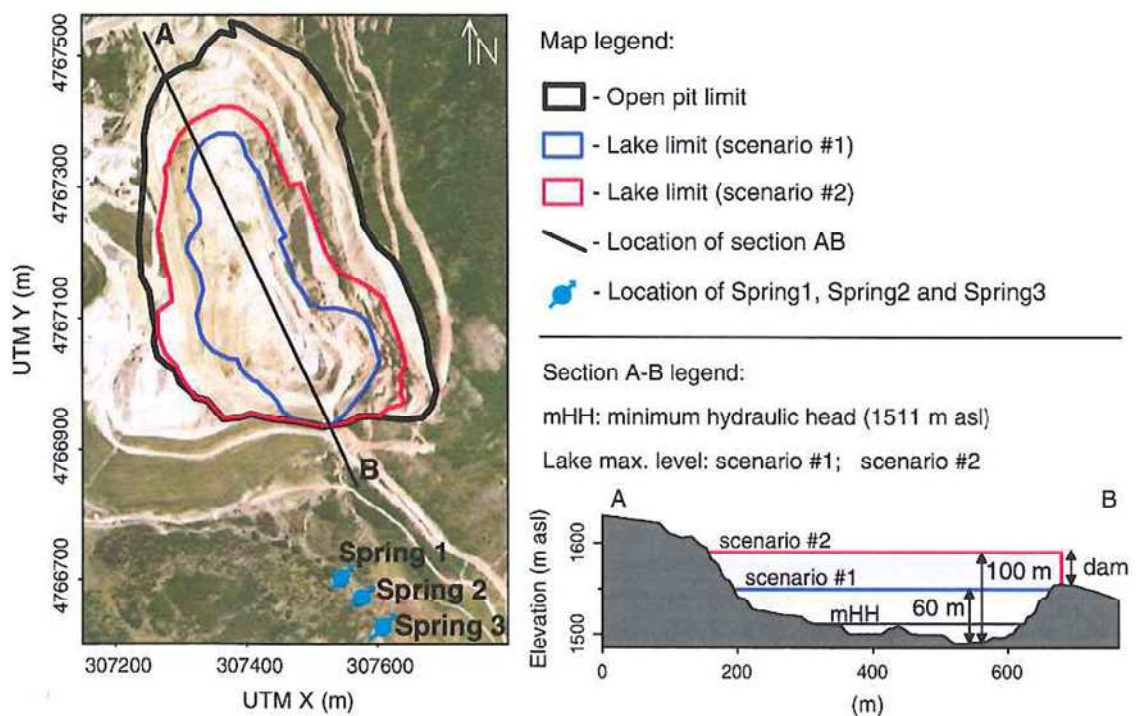 A
N
4767500
4767300
4767100
4766900
4766700
UTM Y (m)
B
Spring 1
Spring 2
Spring 3
307200 307400 307600
UTM X (m)
Map legend:
- Open pit limit
- Lake limit (scenario #1)
- Lake limit (scenario #2)
- Location of section AB
- Location of Spring1, Spring2 and Spring3
Section A-B legend:
mHH: minimum hydraulic head (1511 m asl)
Lake max. level: scenario #1; scenario #2
A B
Elevation (m asl)
1600
1500
scenario #2
scenario #1
100 m
dam
mHH
60 m
0 200 400 600
(m)